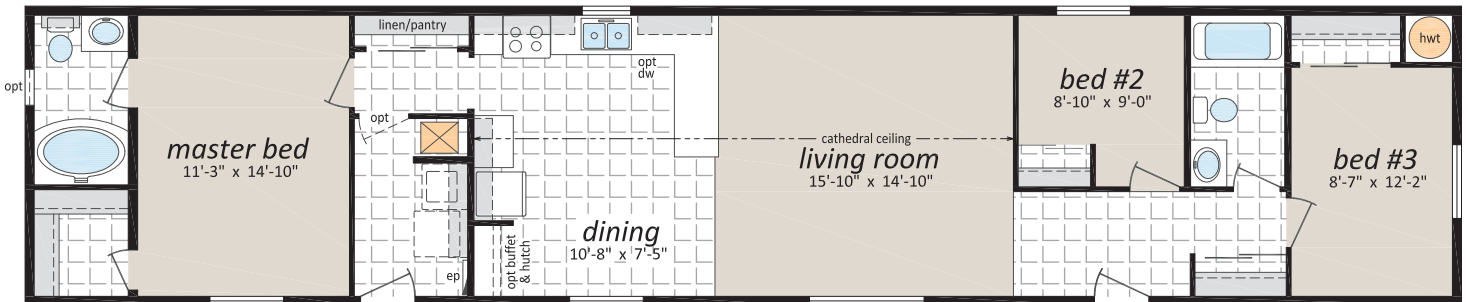 linen/pantry
hwt
opt
dw
bed #2
8'-10" x 9'-0"
opt
opt
cathedral ceiling
master bed
11'-3" x 14'-10"
living room
15'-10" x 14'-10"
bed #3
8'-7" x 12'-2"
dining
10'-8" x 7'-5"
opt buffet
& hutch
ep